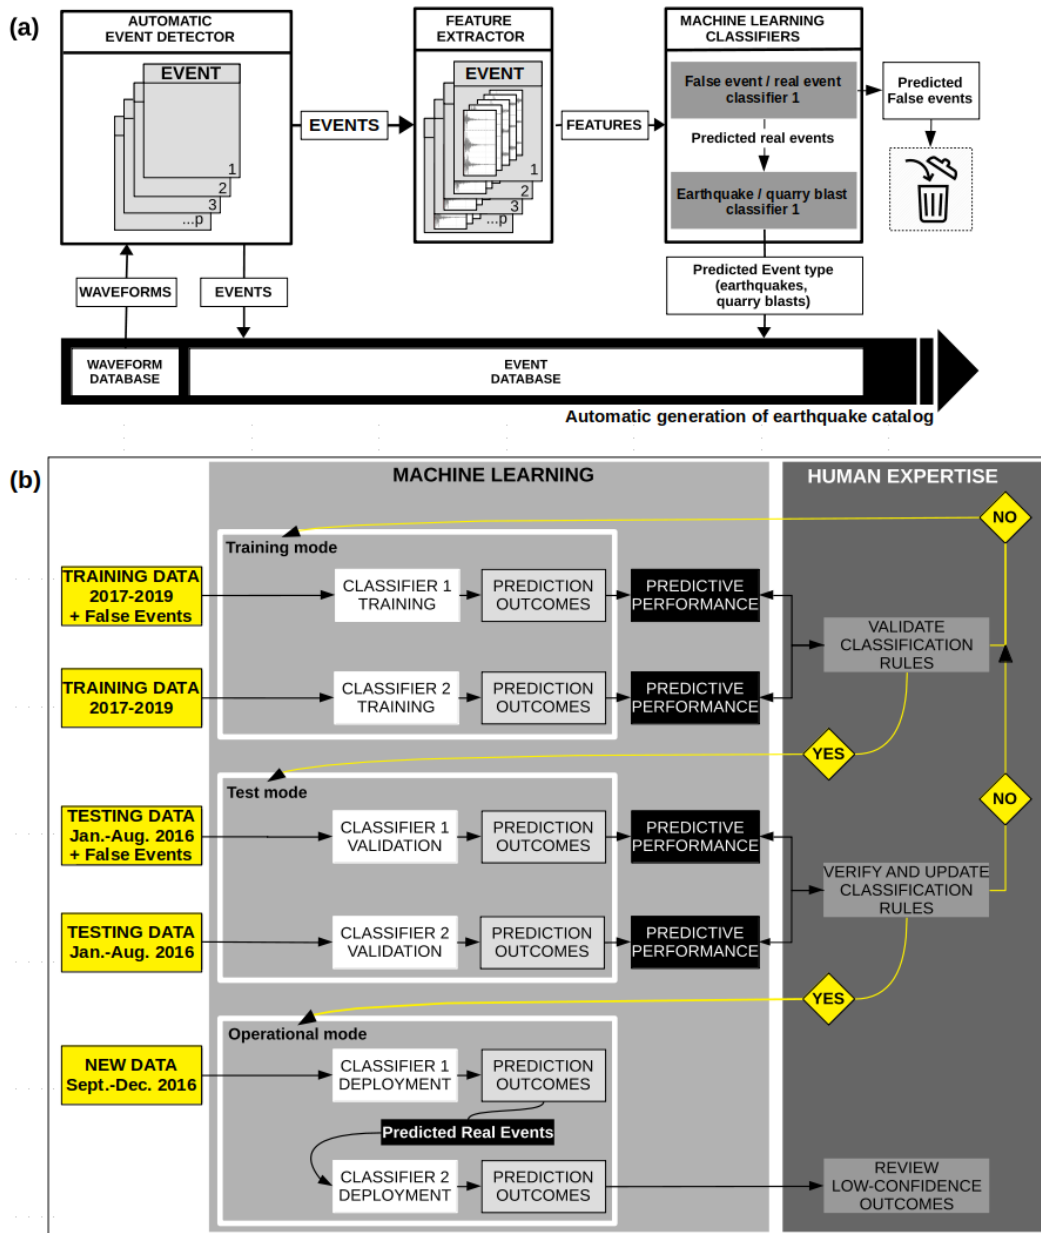 (a)
AUTOMATIC
EVENT DETECTOR
EVENT
1
2
3
...p
EVENTS
FEATURE
EXTRACTOR
EVENT
1
2
3
...p
FEATURES
MACHINE LEARNING
CLASSIFIERS
False event / real event
classifier 1
Predicted real events
Earthquake / quarry blast
classifier 1
Predicted
False events
WAVEFORMS
EVENTS
Predicted Event type
(earthquakes,
quarry blasts)
WAVEFORM
DATABASE
EVENT
DATABASE
Automatic generation of earthquake catalog
(b)
MACHINE LEARNING
HUMAN EXPERTISE
NO
Training mode
TRAINING DATA
2017-2019
+ False Events
CLASSIFIER 1
TRAINING
PREDICTION
OUTCOMES
PREDICTIVE
PERFORMANCE
VALIDATE
CLASSIFICATION
RULES
TRAINING DATA
2017-2019
CLASSIFIER 2
TRAINING
PREDICTION
OUTCOMES
PREDICTIVE
PERFORMANCE
YES
Test mode
NO
TESTING DATA
Jan.-Aug. 2016
+ False Events
CLASSIFIER 1
VALIDATION
PREDICTION
OUTCOMES
PREDICTIVE
PERFORMANCE
VERIFY AND UPDATE
CLASSIFICATION
RULES
TESTING DATA
Jan.-Aug. 2016
CLASSIFIER 2
VALIDATION
PREDICTION
OUTCOMES
PREDICTIVE
PERFORMANCE
YES
Operational mode
NEW DATA
Sept.-Dec. 2016
CLASSIFIER 1
DEPLOYMENT
PREDICTION
OUTCOMES
Predicted Real Events
CLASSIFIER 2
DEPLOYMENT
PREDICTION
OUTCOMES
REVIEW
LOW-CONFIDENCE
OUTCOMES